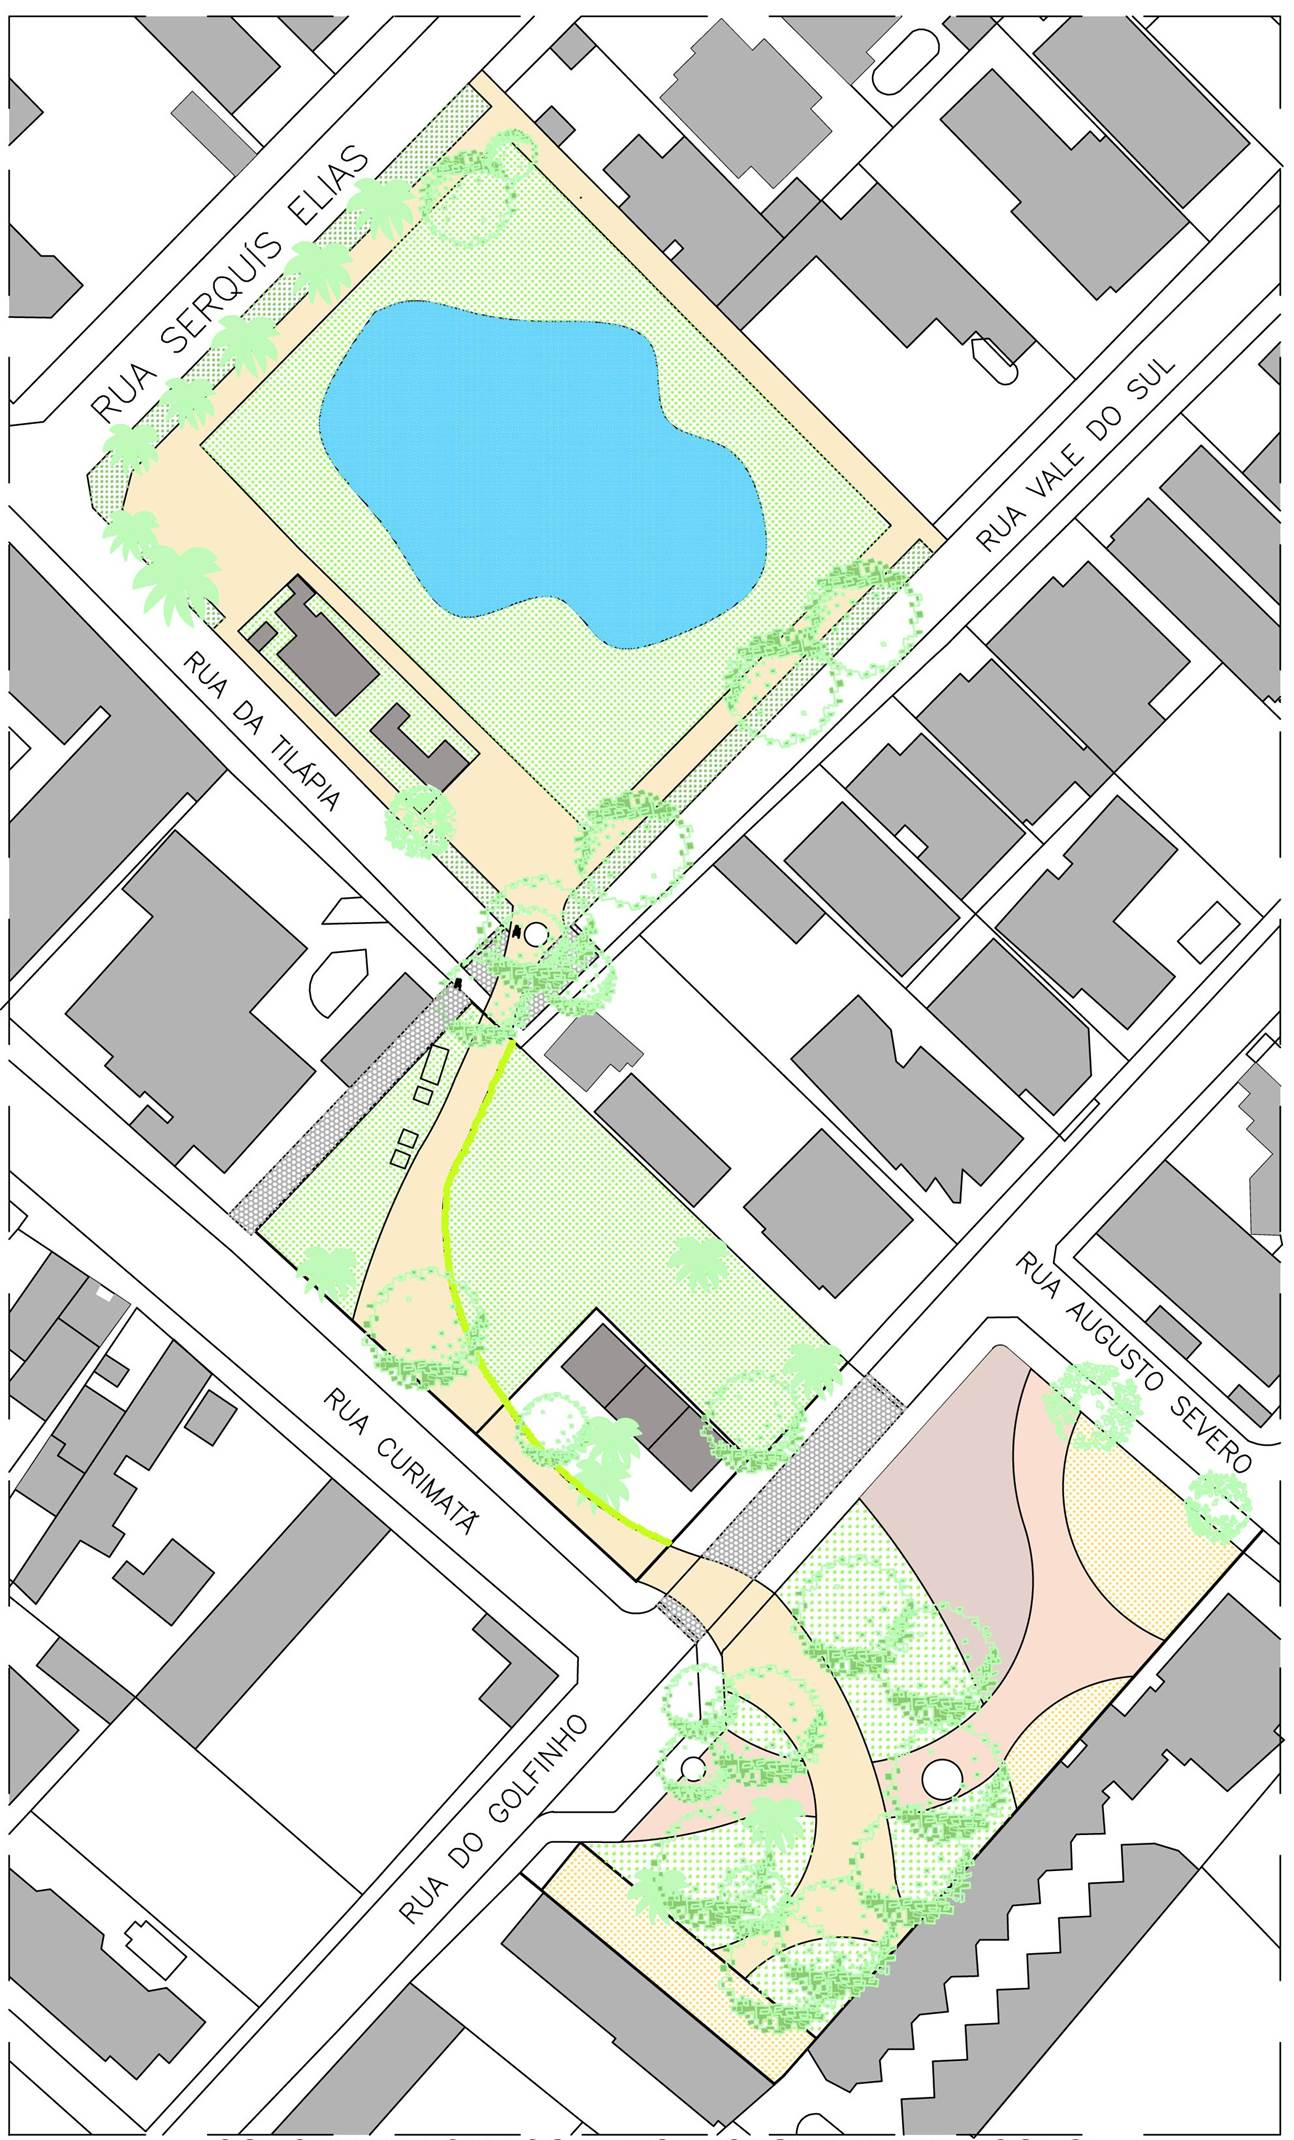 RUA SERQUÍS ELIAS
RUA VALE DO SUL
RUA DA TILÁPIA
RUA AUGUSTO SEVERO
RUA CURIMATÃ
RUA DO GOLFINHO